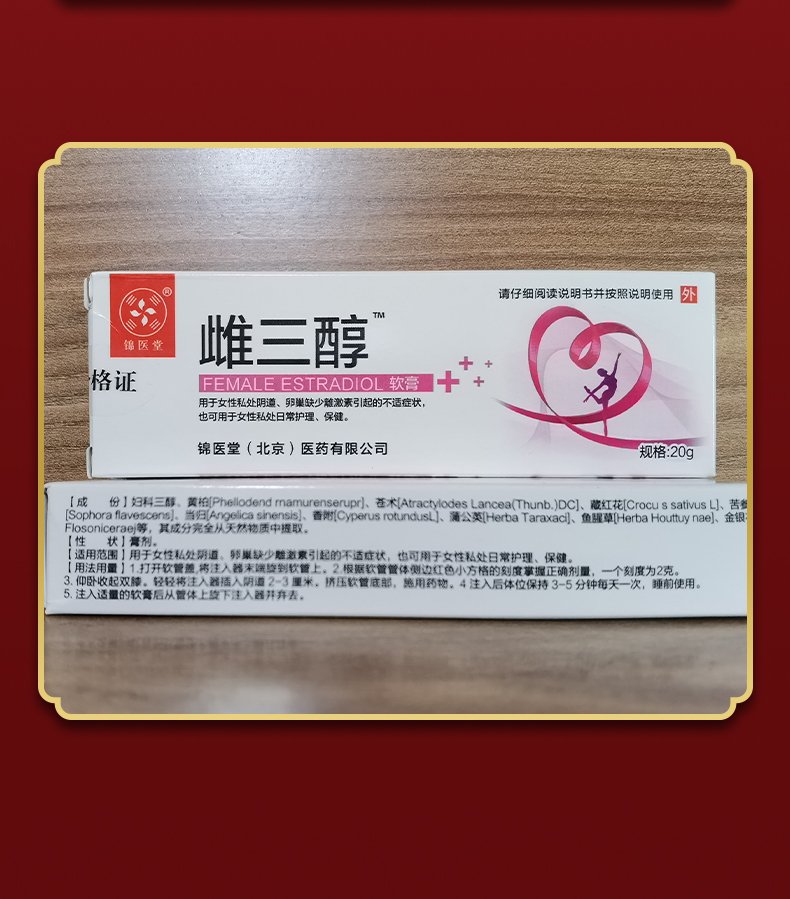 请仔细阅读说明书并按照说明使用 外
®
锦医堂
雌三醇™
格证
FEMALE ESTRADIOL 软膏
用于女性私处阴道、卵巢缺少雌激素引起的不适症状,
也可用于女性私处日常护理、保健。
锦医堂(北京)医药有限公司
规格:20g
【成 份】妇科三醇、黄柏[Phellodend rnamurenserupr]、苍术[Atractylodes Lancea(Thunb.)DC]、藏红花[Crocu s sativus L]、苦参
[Sophora flavescens]、当归[Angelica sinensis]、香附[Cyperus rotundusL]、蒲公英[Herba Taraxaci]、鱼腥草[Herba Houttuy nae]、金银
Flosoniceraej等,其成分完全从天然物质中提取。
【性 状】膏剂。
【适用范围】用于女性私处阴道、卵巢缺少雌激素引起的不适症状,也可用于女性私处日常护理、保健。
【用法用量】1.打开软管盖,将注入器末端旋到软管上。2.根据软管管体侧边红色小方格的刻度掌握正确剂量,一个刻度为2克。
3.仰卧收起双膝。轻轻将注入器插入阴道2-3厘米。挤压软管底部,施用药物。4注入后体位保持3-5分钟每天一次,睡前使用。
5.注入适量的软膏后从管体上旋下注入器并弃去。